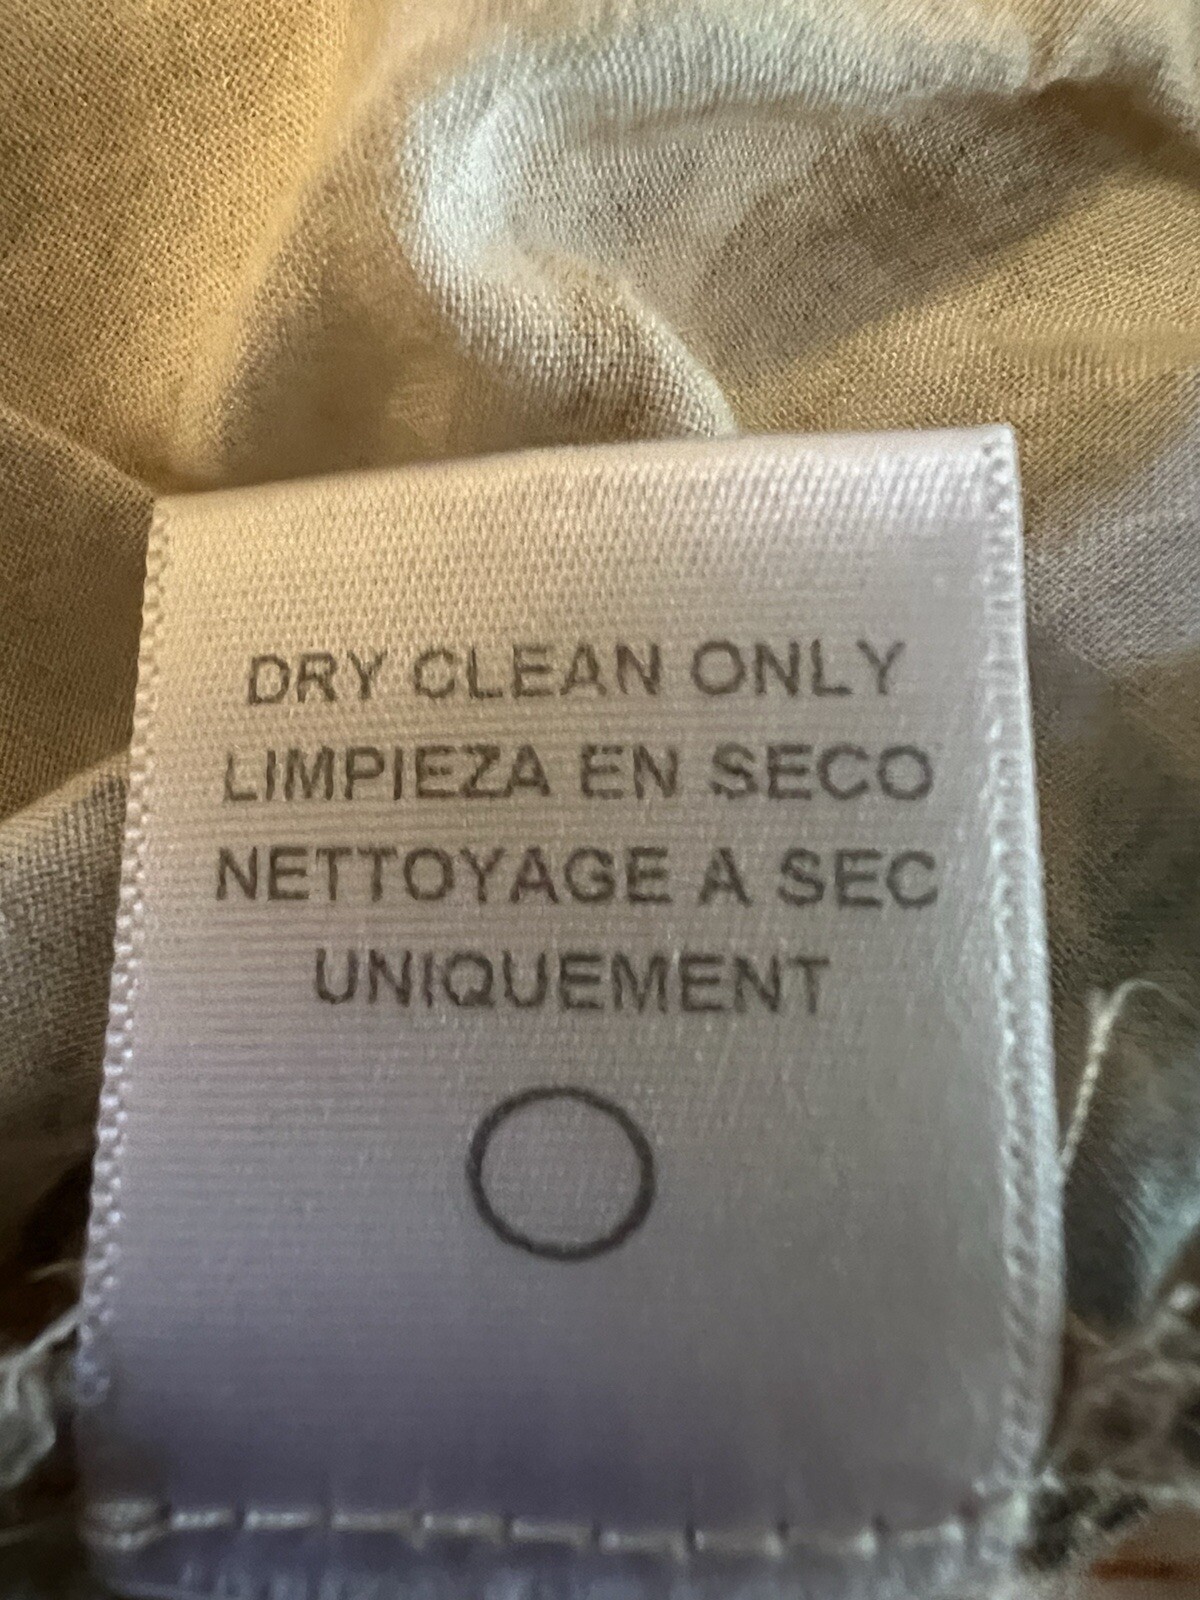 DRY CLEAN ONLY
LIMPIEZA EN SECO
NETTOYAGE A SEC
UNIQUEMENT